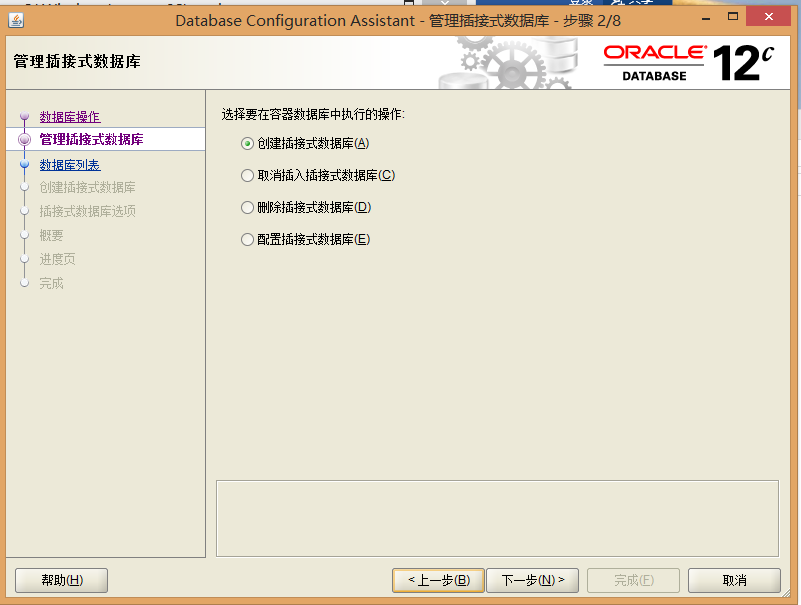 Database Configuration Assistant - 管理插接式数据库 - 步骤 2/8
管理插接式数据库
ORACLE
DATABASE
12c
数据库操作
管理插接式数据库
数据库列表
创建插接式数据库
插接式数据库选项
概要
进度页
完成
选择要在容器数据库中执行的操作:
创建插接式数据库(A)
取消插入插接式数据库(C)
删除插接式数据库(D)
配置插接式数据库(E)
帮助(H)
< 上一步(B)
下一步(N) >
完成(F)
取消